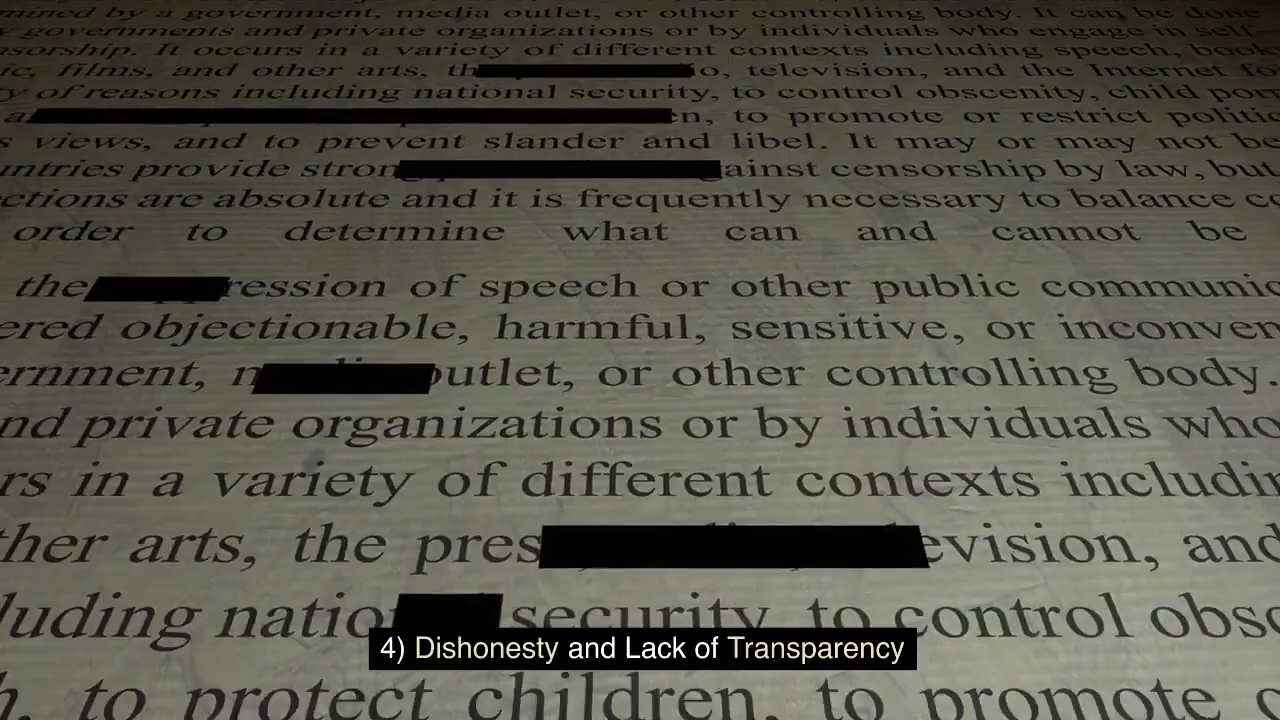 mined by a government, media outlet, or other controlling body. It can be done
governments and private organizations or by individuals who engage in self-
sorship. It occurs in a variety of different contexts including speech, book
ic, films, and other arts, th o, television, and the Internet fo
y of reasons including national security, to control obscenity, child porn
a en, to promote or restrict politic
s views, and to prevent slander and libel. It may or may not be
untries provide stron ainst censorship by law, but
ctions are absolute and it is frequently necessary to balance co
order to determine what can and cannot be
the ression of speech or other public communic
ered objectionable, harmful, sensitive, or inconven
ernment, m outlet, or other controlling body.
nd private organizations or by individuals who
rs in a variety of different contexts includin
ther arts, the pres evision, and
luding natio security, to control obsc
4) Dishonesty and Lack of Transparency
h, to protect children, to promote o